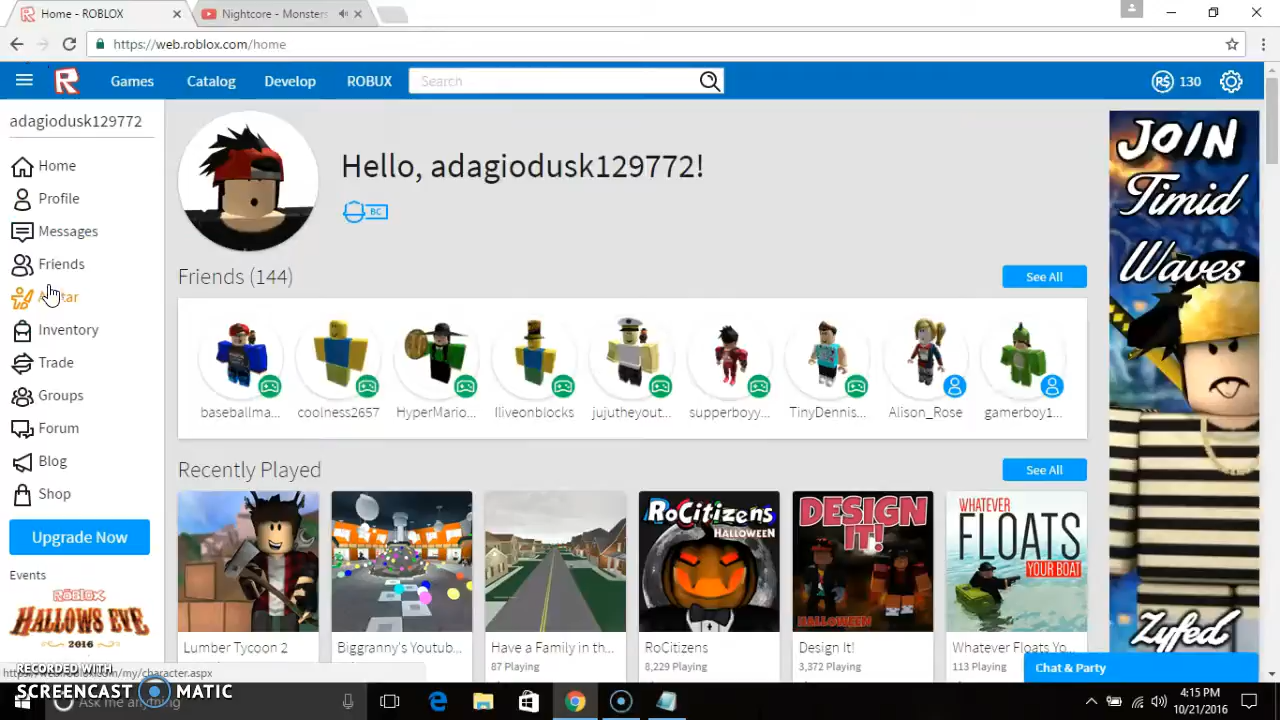 Home - ROBLOX
Nightcore - Monsters
https://web.roblox.com/home
Games
Catalog
Develop
ROBUX
Search
R$ 130
adagiodusk129772
Home
Profile
Messages
Friends
Inventory
Trade
Groups
Forum
Blog
Shop
Upgrade Now
Events
ROBLOX
HALLOWS EVE
2016
Hello, adagiodusk129772!
BC
Friends (144)
See All
baseballma...
coolness2657
HyperMario...
Iliveonblocks
jujutheyout...
supperboyy...
TinyDennis...
Alison_Rose
gamerboy1...
Recently Played
See All
RoCitizens
HALLOWEEN
DESIGN
IT!
HALLOWEEN
WHATEVER
FLOATS
YOUR BOAT
Lumber Tycoon 2
Biggranny's Youtub...
Have a Family in th...
87 Playing
RoCitizens
8,229 Playing
Design It!
3,372 Playing
Whatever Floats Yo...
113 Playing
JOIN
Timid
Waves
Zyfed
Chat & Party
RECORDED WITH
SCREENCAST MATIC
Ask me anything
4:15 PM
10/21/2016